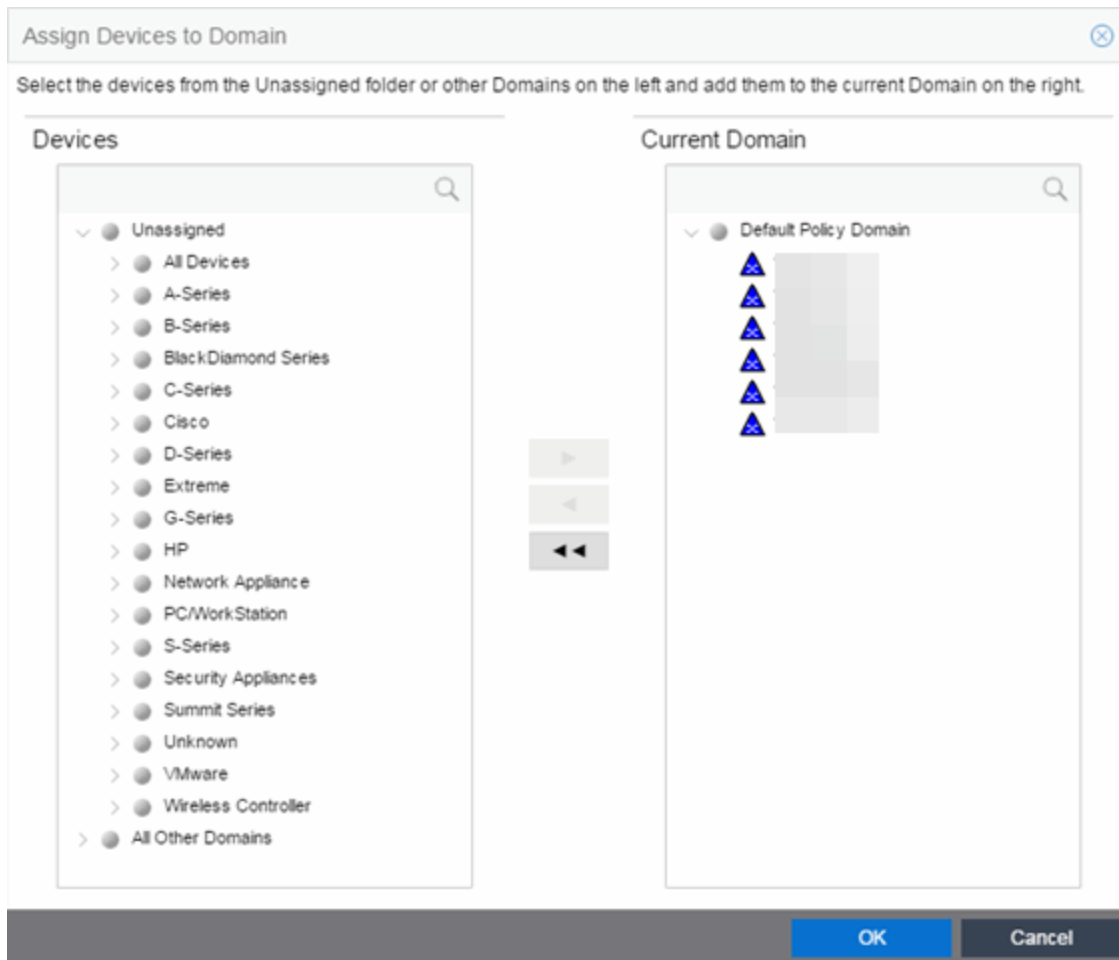 Assign Devices to Domain
Select the devices from the Unassigned folder or other Domains on the left and add them to the current Domain on the right.
Devices
Unassigned
All Devices
A-Series
B-Series
BlackDiamond Series
C-Series
Cisco
D-Series
Extreme
G-Series
HP
Network Appliance
PC/WorkStation
S-Series
Security Appliances
Summit Series
Unknown
VMware
Wireless Controller
All Other Domains
Current Domain
Default Policy Domain
OK
Cancel